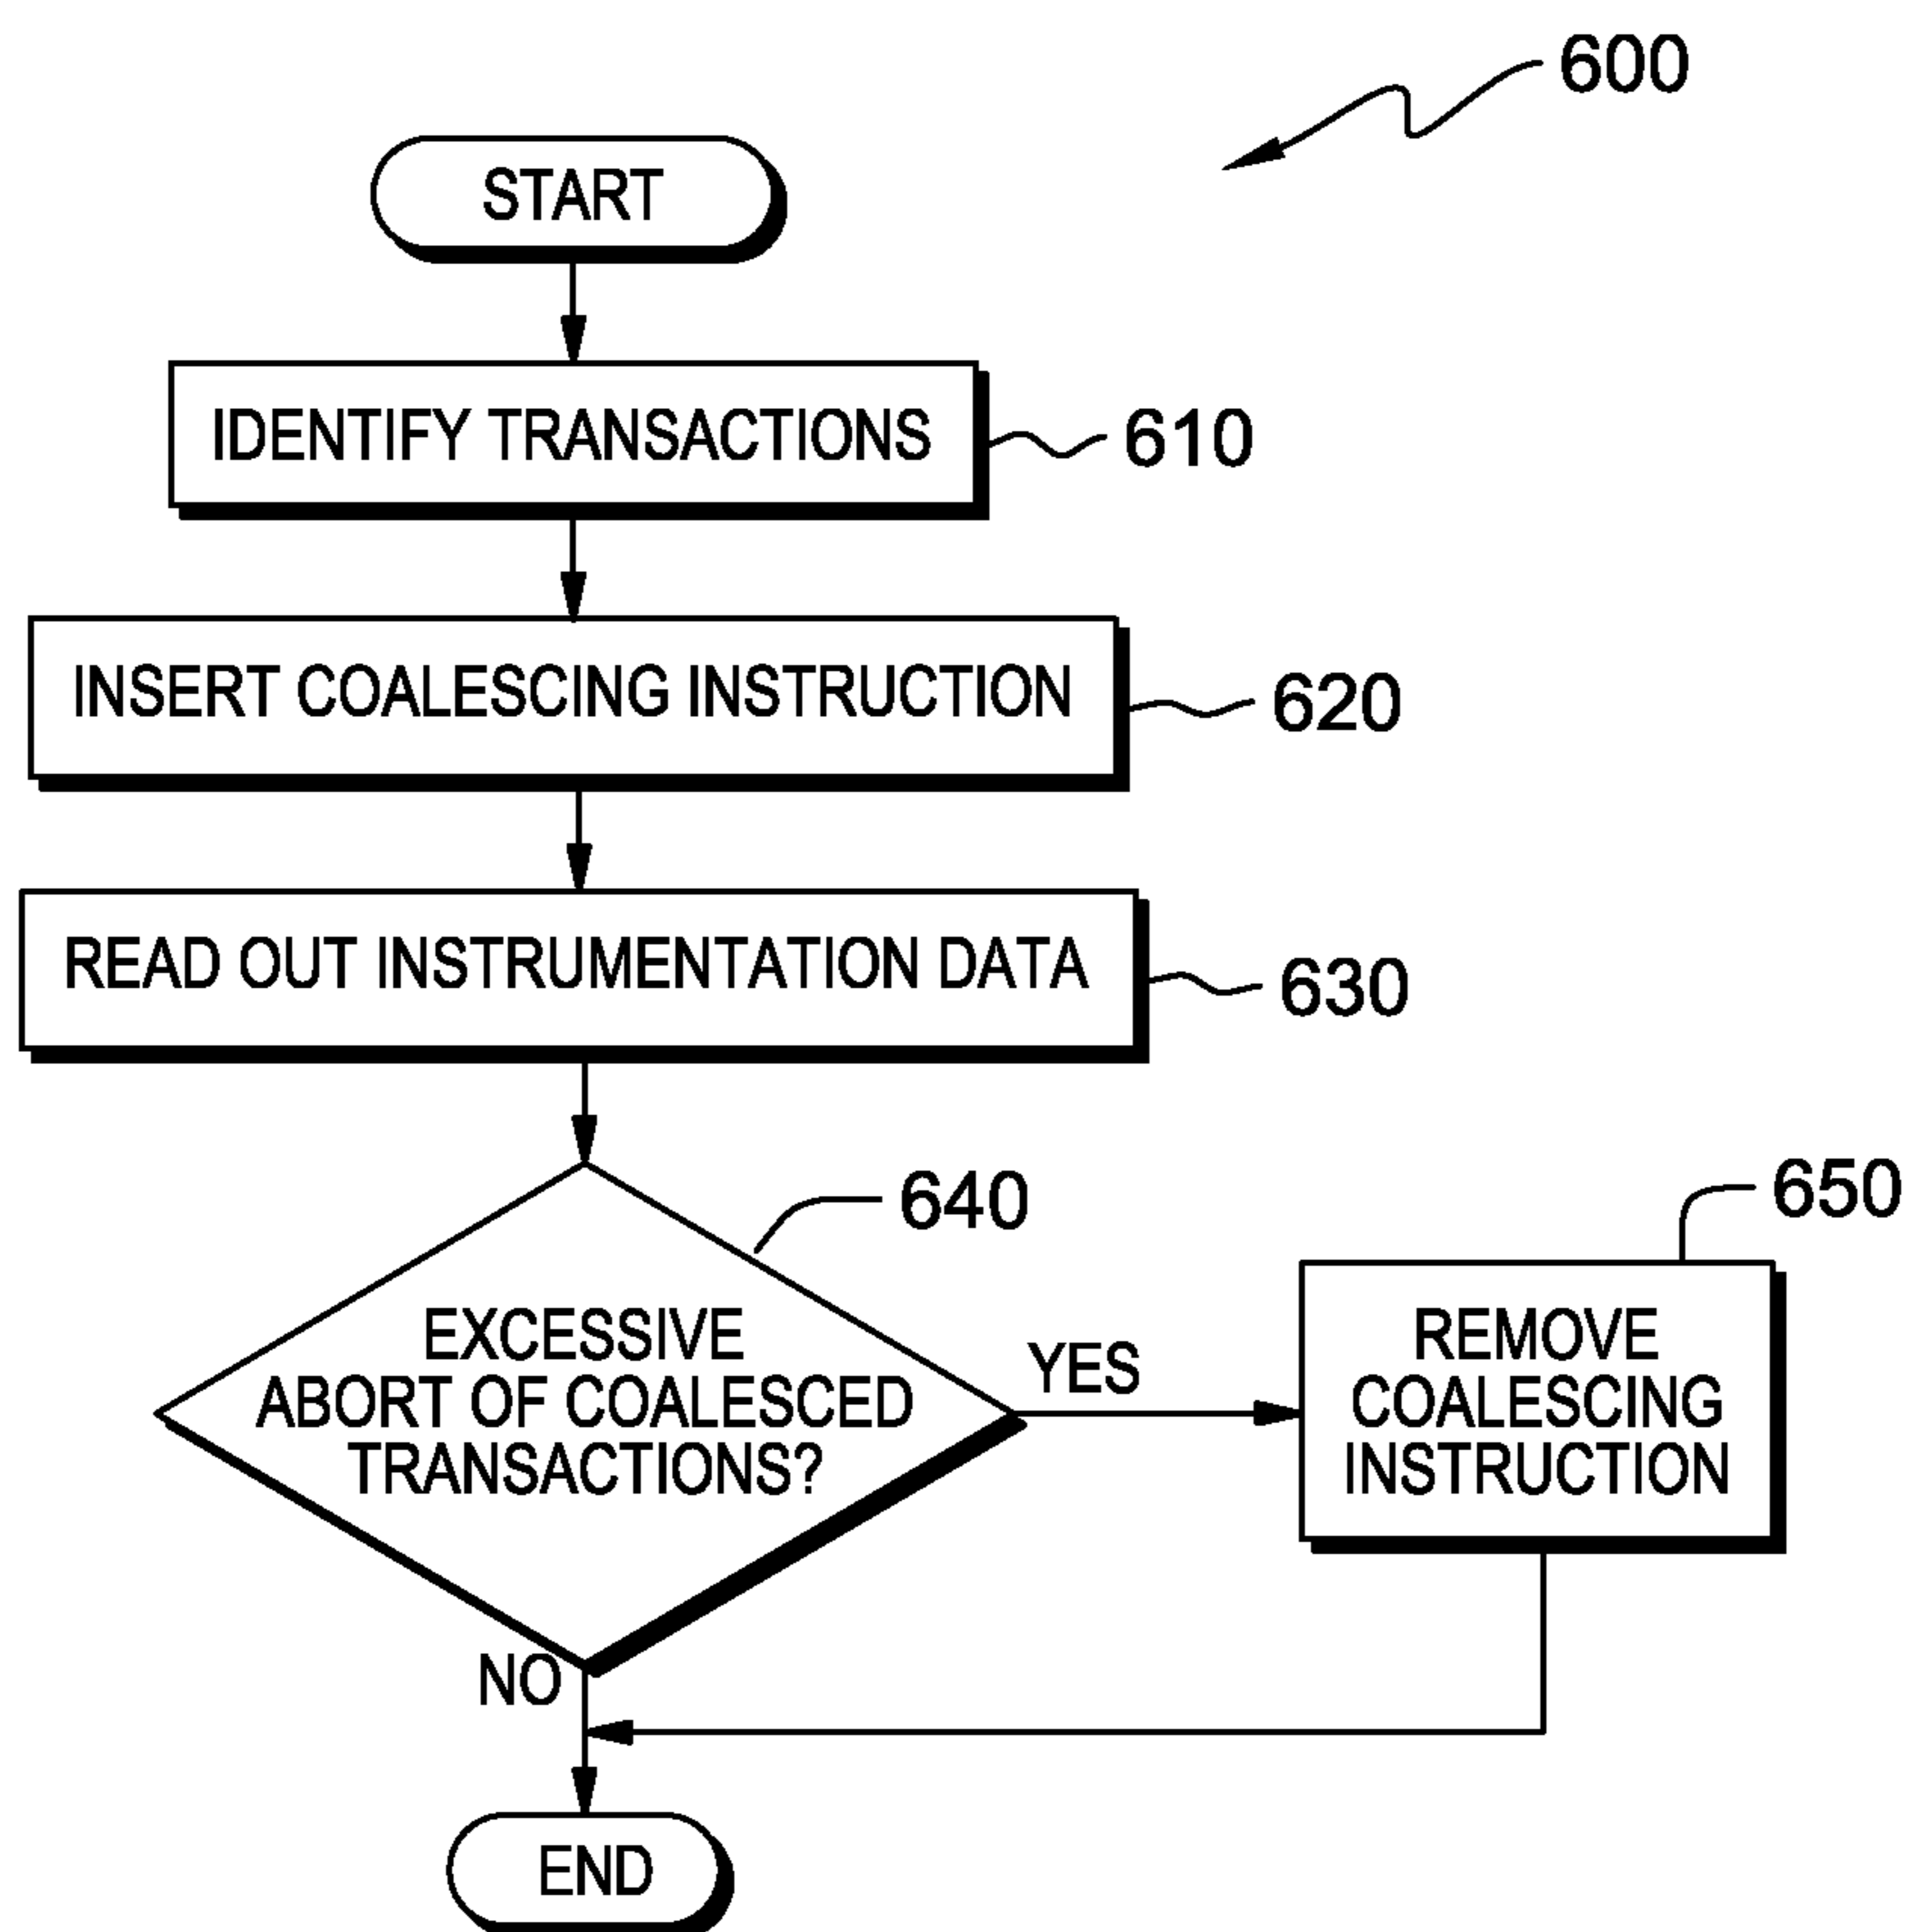 600
START
IDENTIFY TRANSACTIONS
610
INSERT COALESCING INSTRUCTION
620
READ OUT INSTRUMENTATION DATA
630
640
EXCESSIVE
ABORT OF COALESCED
TRANSACTIONS?
YES
650
REMOVE
COALESCING
INSTRUCTION
NO
END